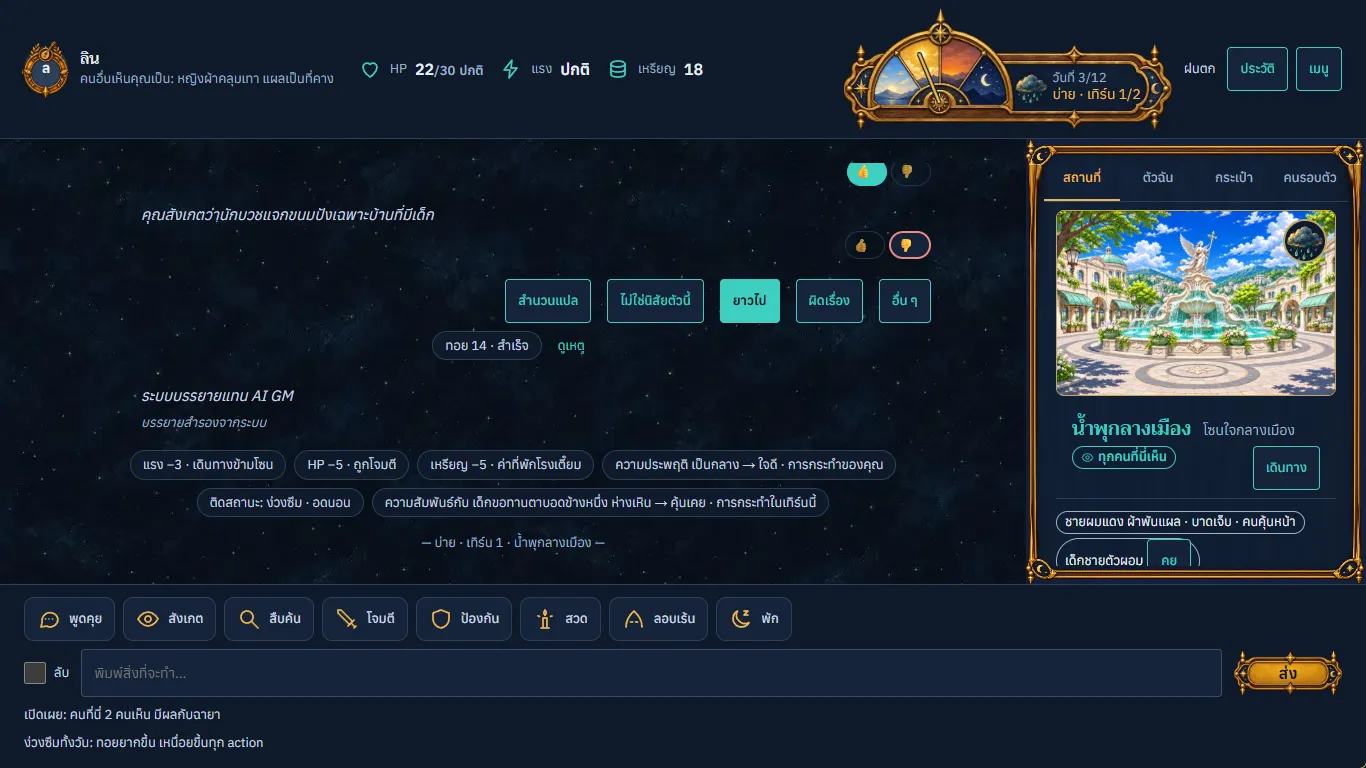 ล
ลิน
คนอื่นเห็นคุณเป็น: หญิงผ้าคลุมเทา แผลเป็นที่คาง
HP 22/30 ปกติ
แรง ปกติ
เหรียญ 18
วันที่ 3/12
บ่าย · เทิร์น 1/2
ฝนตก
ประวัติ
เมนู
👍 👎
คุณสังเกตว่านักบวชแจกขนมปังเฉพาะบ้านที่มีเด็ก
👍 👎
สำนวนแปล
ไม่ใช่นิสัยตัวนี้
ยาวไป
ผิดเรื่อง
อื่น ๆ
ทอย 14 · สำเร็จ
ดูเหตุ
ระบบบรรยายแทน AI GM
บรรยายสำรองจากระบบ
แรง −3 · เดินทางข้ามโซน
HP −5 · ถูกโจมตี
เหรียญ −5 · ค่าที่พักโรงเตี๊ยม
ความประพฤติ เป็นกลาง → ใจดี · การกระทำของคุณ
ติดสถานะ: ง่วงซึม · อดนอน
ความสัมพันธ์กับ เด็กขอทานตาบอดข้างหนึ่ง ห่างเหิน → คุ้นเคย · การกระทำในเทิร์นนี้
— บ่าย · เทิร์น 1 · น้ำพุกลางเมือง —
สถานที่
ตัวฉัน
กระเป๋า
คนรอบตัว
น้ำพุกลางเมือง โซนใจกลางเมือง
ทุกคนที่นี่เห็น
เดินทาง
ชายผมแดง ผ้าพันแผล · บาดเจ็บ · คนคุ้นหน้า
เด็กชายตัวผอม
คุย
พูดคุย
สังเกต
สืบค้น
โจมตี
ป้องกัน
สวด
ลอบเร้น
พัก
ลับ
พิมพ์สิ่งที่จะทำ...
ส่ง
เปิดเผย: คนที่นี่ 2 คนเห็น มีผลกับฉายา
ง่วงซึมทั้งวัน: ทอยยากขึ้น เหนื่อยขึ้นทุก action